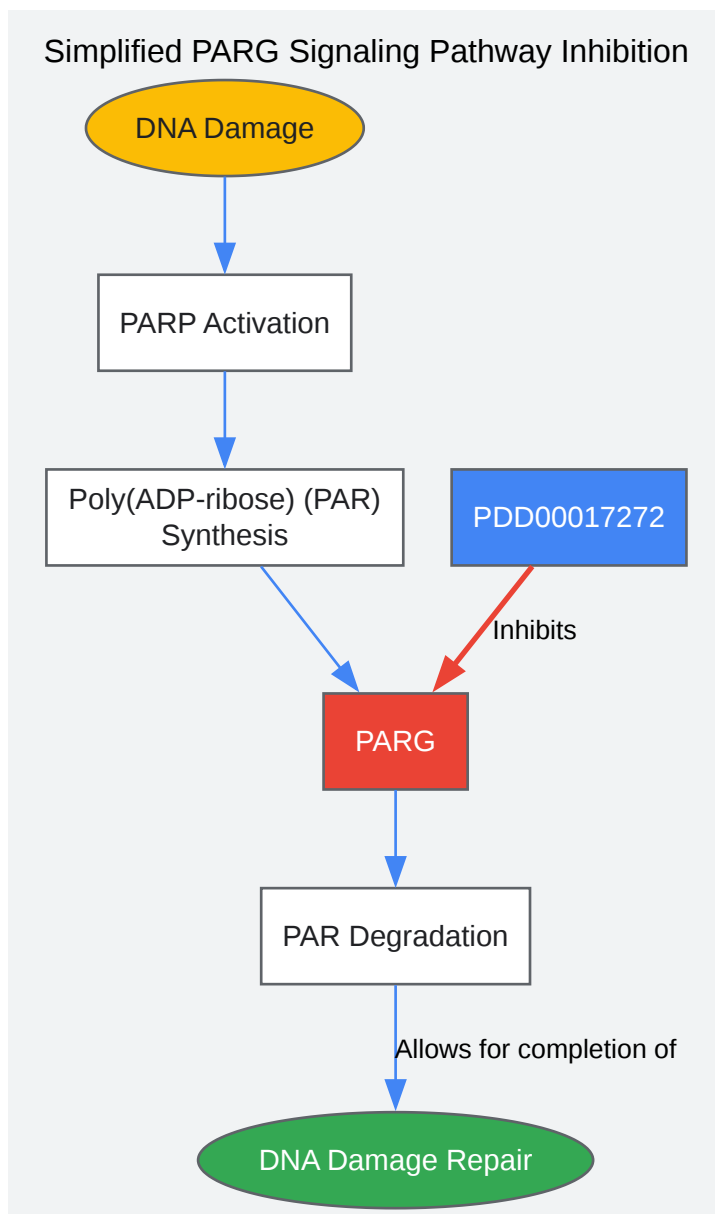 Simplified PARG Signaling Pathway Inhibition
DNA Damage
PARP Activation
Poly(ADP-ribose) (PAR)
Synthesis
PDD00017272
Inhibits
PARG
PAR Degradation
Allows for completion of
DNA Damage Repair